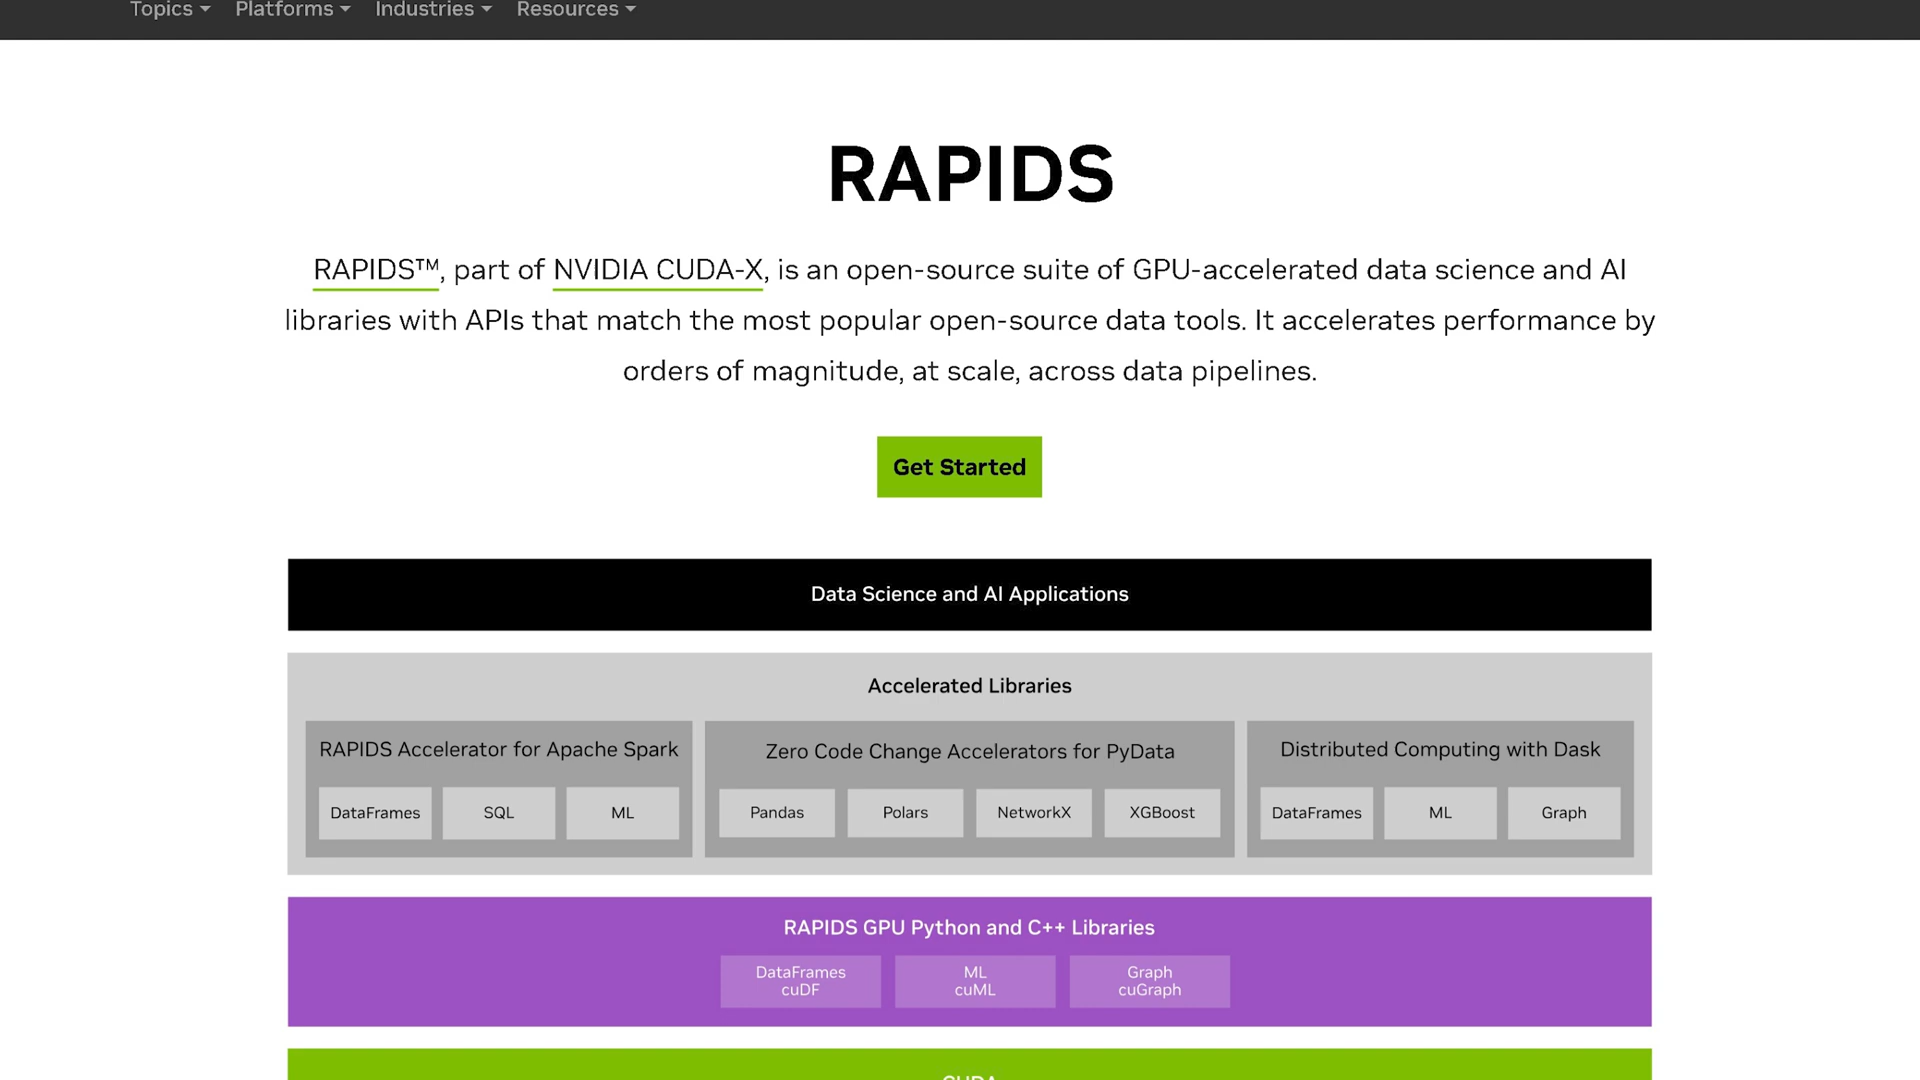 Topics Platforms Industries Resources
RAPIDS
RAPIDS™, part of NVIDIA CUDA-X, is an open-source suite of GPU-accelerated data science and AI
libraries with APIs that match the most popular open-source data tools. It accelerates performance by
orders of magnitude, at scale, across data pipelines.
Get Started
Data Science and AI Applications
Accelerated Libraries
RAPIDS Accelerator for Apache Spark
DataFrames SQL ML
Zero Code Change Accelerators for PyData
Pandas Polars NetworkX XGBoost
Distributed Computing with Dask
DataFrames ML Graph
RAPIDS GPU Python and C++ Libraries
DataFrames
cuDF
ML
cuML
Graph
cuGraph
CUDA